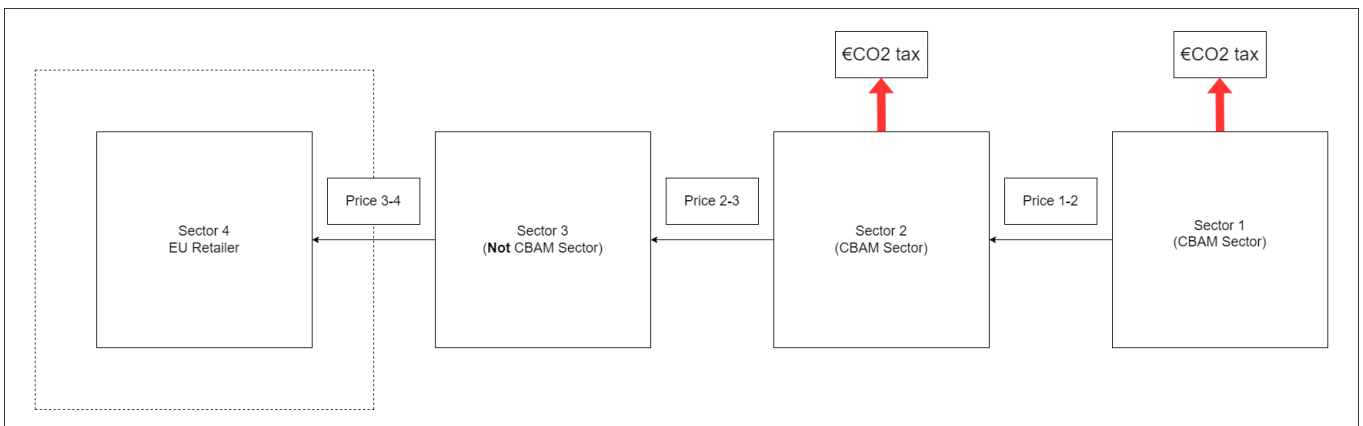 €CO2 tax
€CO2 tax
Sector 4
EU Retailer
Price 3-4
Sector 3
(Not CBAM Sector)
Price 2-3
Sector 2
(CBAM Sector)
Price 1-2
Sector 1
(CBAM Sector)